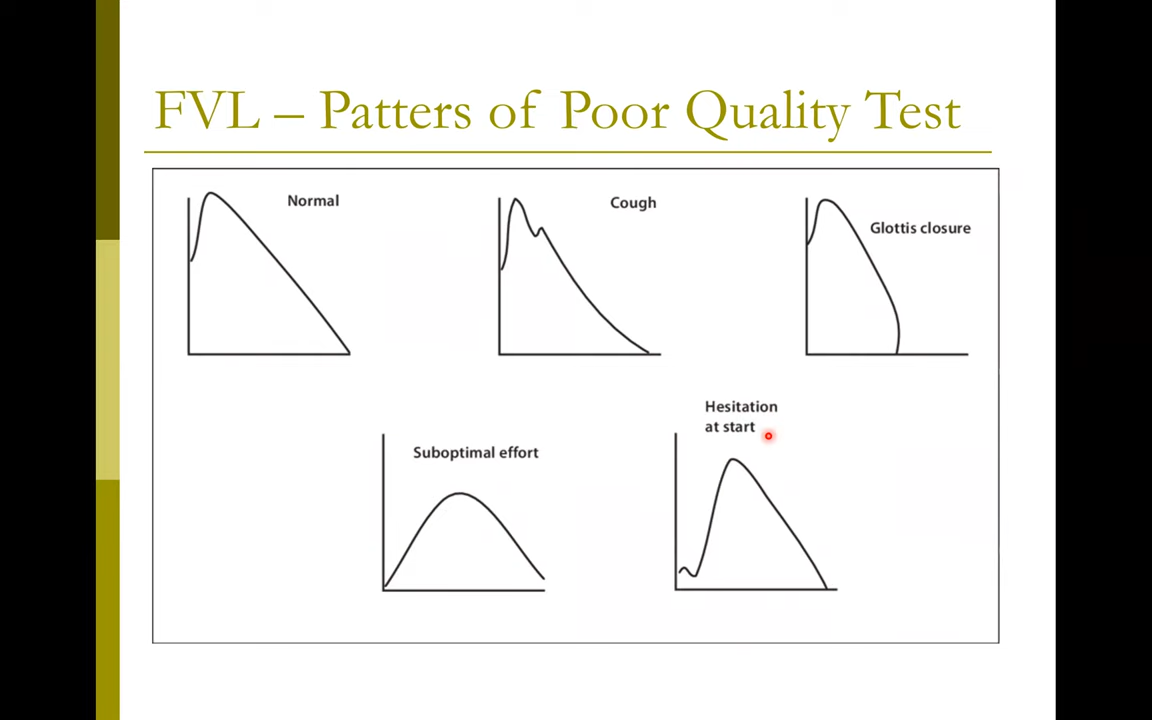 FVL – Patters of Poor Quality Test
Normal
Cough
Glottis closure
Suboptimal effort
Hesitation
at start